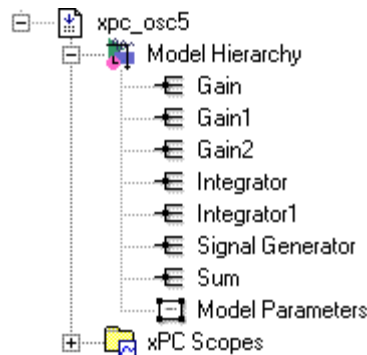 xpc_osc5
Model Hierarchy
Gain
Gain1
Gain2
Integrator
Integrator1
Signal Generator
Sum
Model Parameters
xPC Scopes